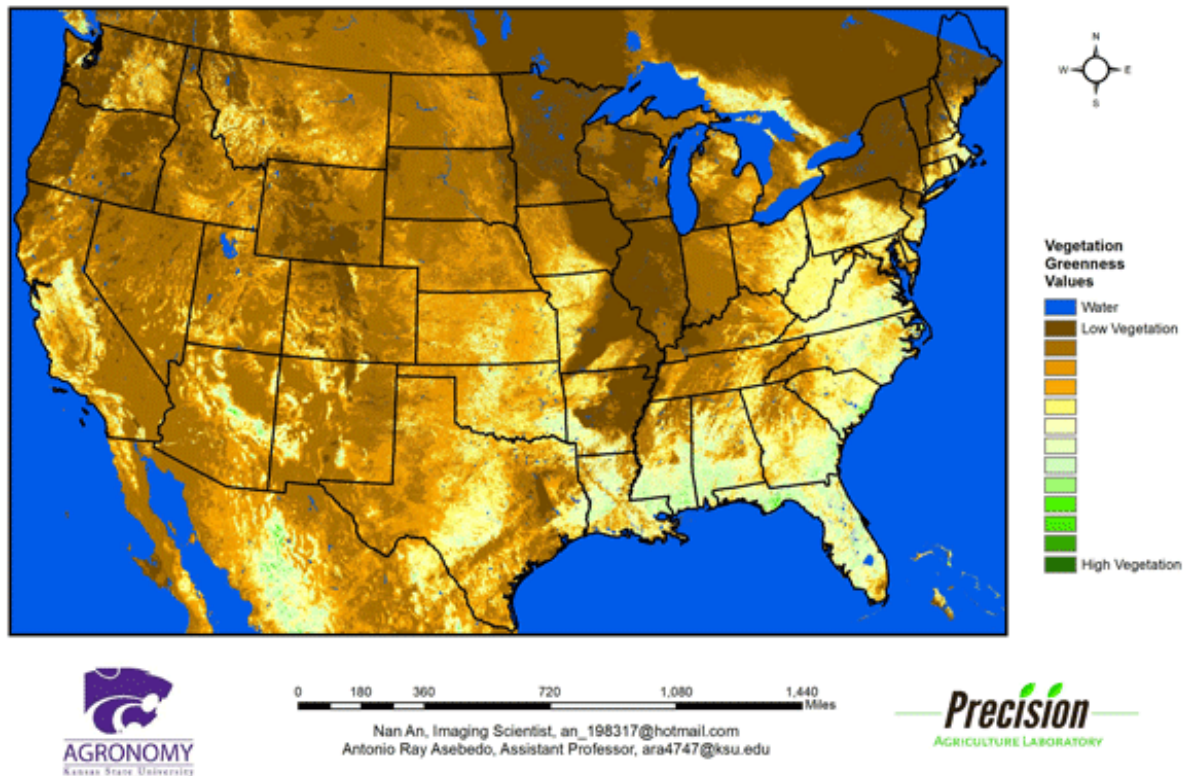 N
W
E
S
Vegetation
Greenness
Values
Water
Low Vegetation
High Vegetation
0 180 360 720 1,080 1,440
Miles
Nan An, Imaging Scientist, an_198317@hotmail.com
Antonio Ray Asebedo, Assistant Professor, ara4747@ksu.edu
AGRONOMY
Kansas State University
Precision
AGRICULTURE LABORATORY